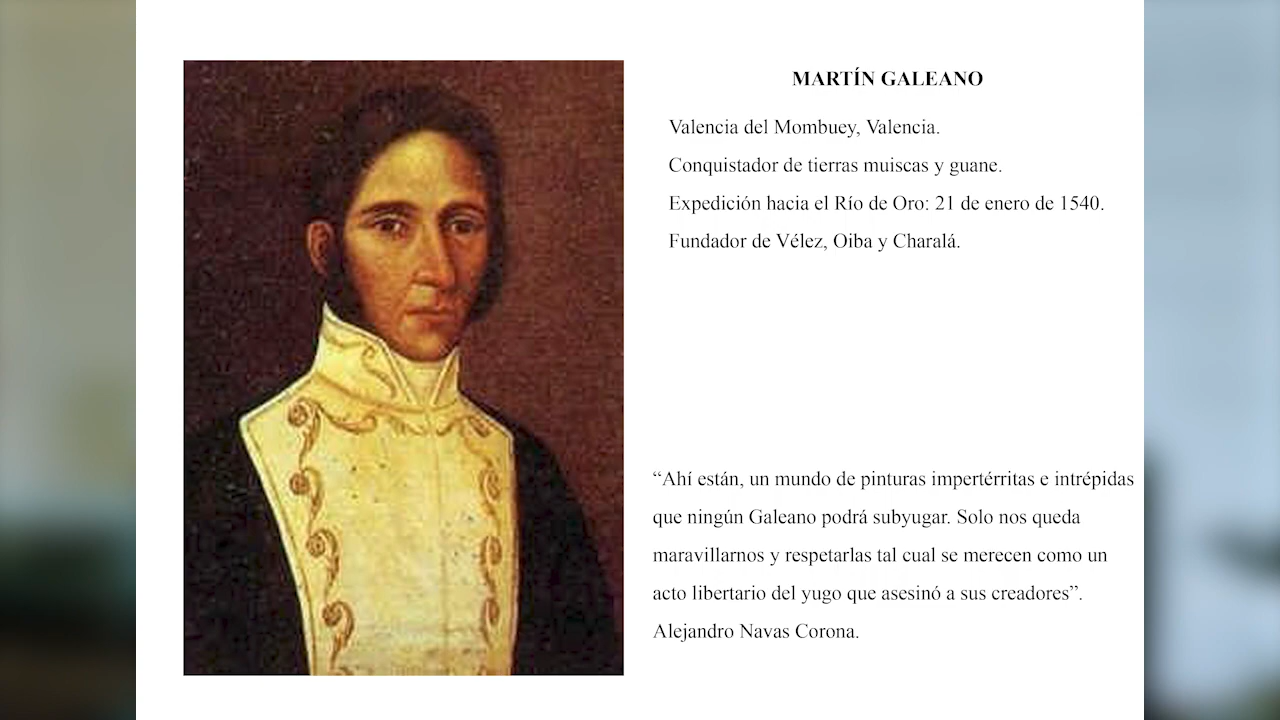 MARTÍN GALEANO
Valencia del Mombuey, Valencia.
Conquistador de tierras muiscas y guane.
Expedición hacia el Río de Oro: 21 de enero de 1540.
Fundador de Vélez, Oiba y Charalá.
“Ahí están, un mundo de pinturas impertérritas e intrépidas
que ningún Galeano podrá subyugar. Solo nos queda
maravillarnos y respetarlas tal cual se merecen como un
acto libertario del yugo que asesinó a sus creadores”.
Alejandro Navas Corona.